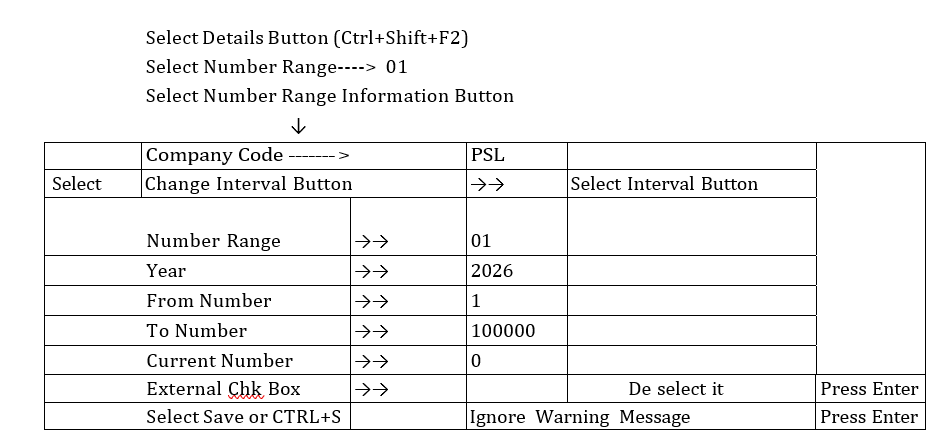 Select Details Button (Ctrl+Shift+F2)
Select Number Range----> 01
Select Number Range Information Button
↓
Company Code -------> PSL
Select Change Interval Button →→ Select Interval Button
Number Range →→ 01
Year →→ 2026
From Number →→ 1
To Number →→ 100000
Current Number →→ 0
External Chk Box →→ De select it Press Enter
Select Save or CTRL+S Ignore Warning Message Press Enter